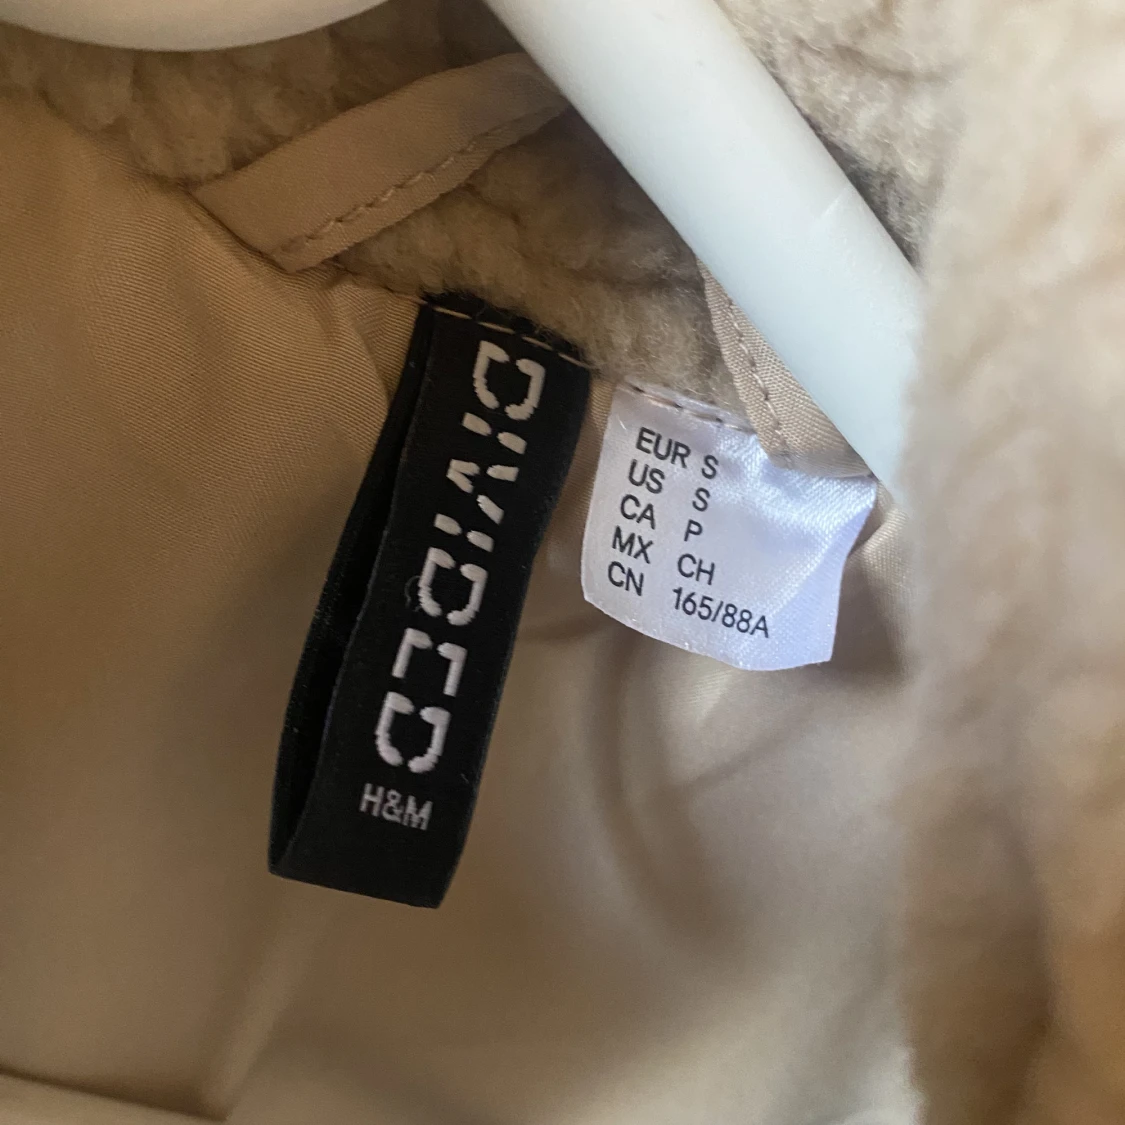 DIVIDED
H&M
EUR S
US S
CA P
MX CH
CN 165/88A